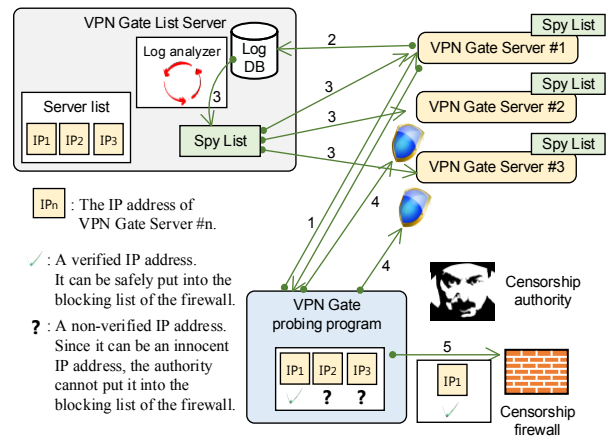 VPN Gate List Server
Log analyzer
Log
DB
Server list
IP1 IP2 IP3
Spy List
2
3
3
3
3
Spy List
VPN Gate Server #1
Spy List
VPN Gate Server #2
Spy List
VPN Gate Server #3
IPn : The IP address of
VPN Gate Server #n.
1
4
4
: A verified IP address.
It can be safely put into the
blocking list of the firewall.
? : A non-verified IP address.
Since it can be an innocent
IP address, the authority
cannot put it into the
blocking list of the firewall.
VPN Gate
probing program
IP1 IP2 IP3
? ?
Censorship
authority
5
IP1
Censorship
firewall